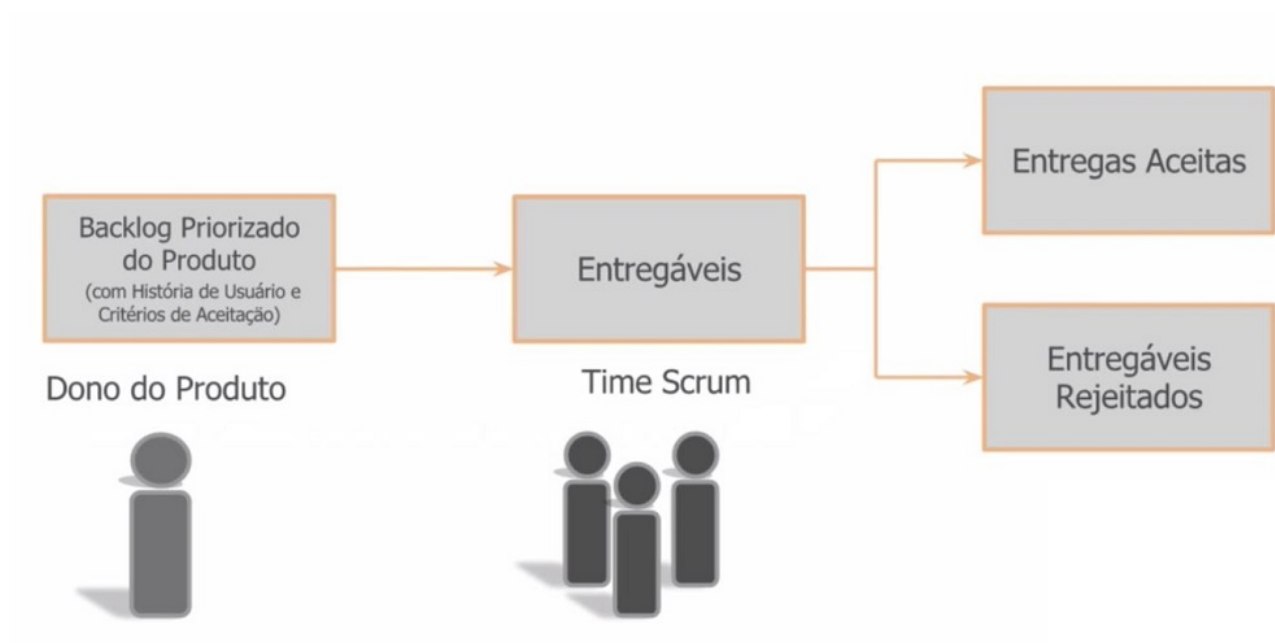 Backlog Priorizado
do Produto
(com História de Usuário e
Critérios de Aceitação)
Dono do Produto
Entregáveis
Time Scrum
Entregas Aceitas
Entregáveis
Rejeitados